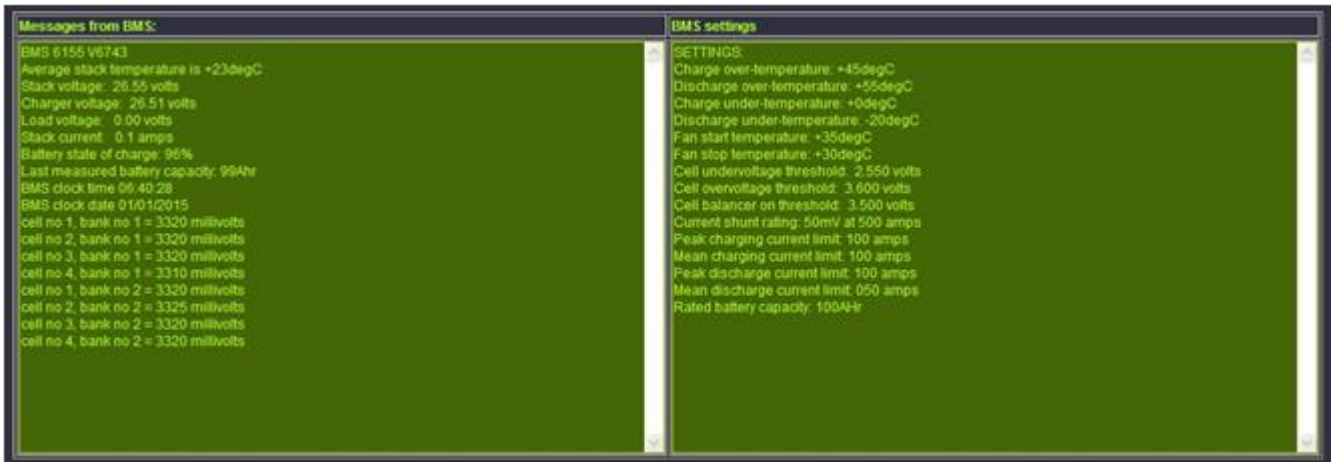 Messages from BMS:
BMS 6155 V6743
Average stack temperature is +23degC
Stack voltage: 26.55 volts
Charger voltage: 26.51 volts
Load voltage: 0.00 volts
Stack current: 0.1 amps
Battery state of charge: 96%
Last measured battery capacity: 99Ahr
BMS clock time 06:40:28
BMS clock date 01/01/2015
cell no 1, bank no 1 = 3320 millivolts
cell no 2, bank no 1 = 3320 millivolts
cell no 3, bank no 1 = 3320 millivolts
cell no 4, bank no 1 = 3310 millivolts
cell no 1, bank no 2 = 3320 millivolts
cell no 2, bank no 2 = 3325 millivolts
cell no 3, bank no 2 = 3320 millivolts
cell no 4, bank no 2 = 3320 millivolts
BMS settings
SETTINGS:
Charge over-temperature: +45degC
Discharge over-temperature: +55degC
Charge under-temperature: +0degC
Discharge under-temperature: -20degC
Fan start temperature: +35degC
Fan stop temperature: +30degC
Cell undervoltage threshold: 2.550 volts
Cell overvoltage threshold: 3.600 volts
Cell balancer on threshold: 3.500 volts
Current shunt rating: 50mV at 500 amps
Peak charging current limit: 100 amps
Mean charging current limit: 100 amps
Peak discharge current limit: 100 amps
Mean discharge current limit: 050 amps
Rated battery capacity: 100AHr